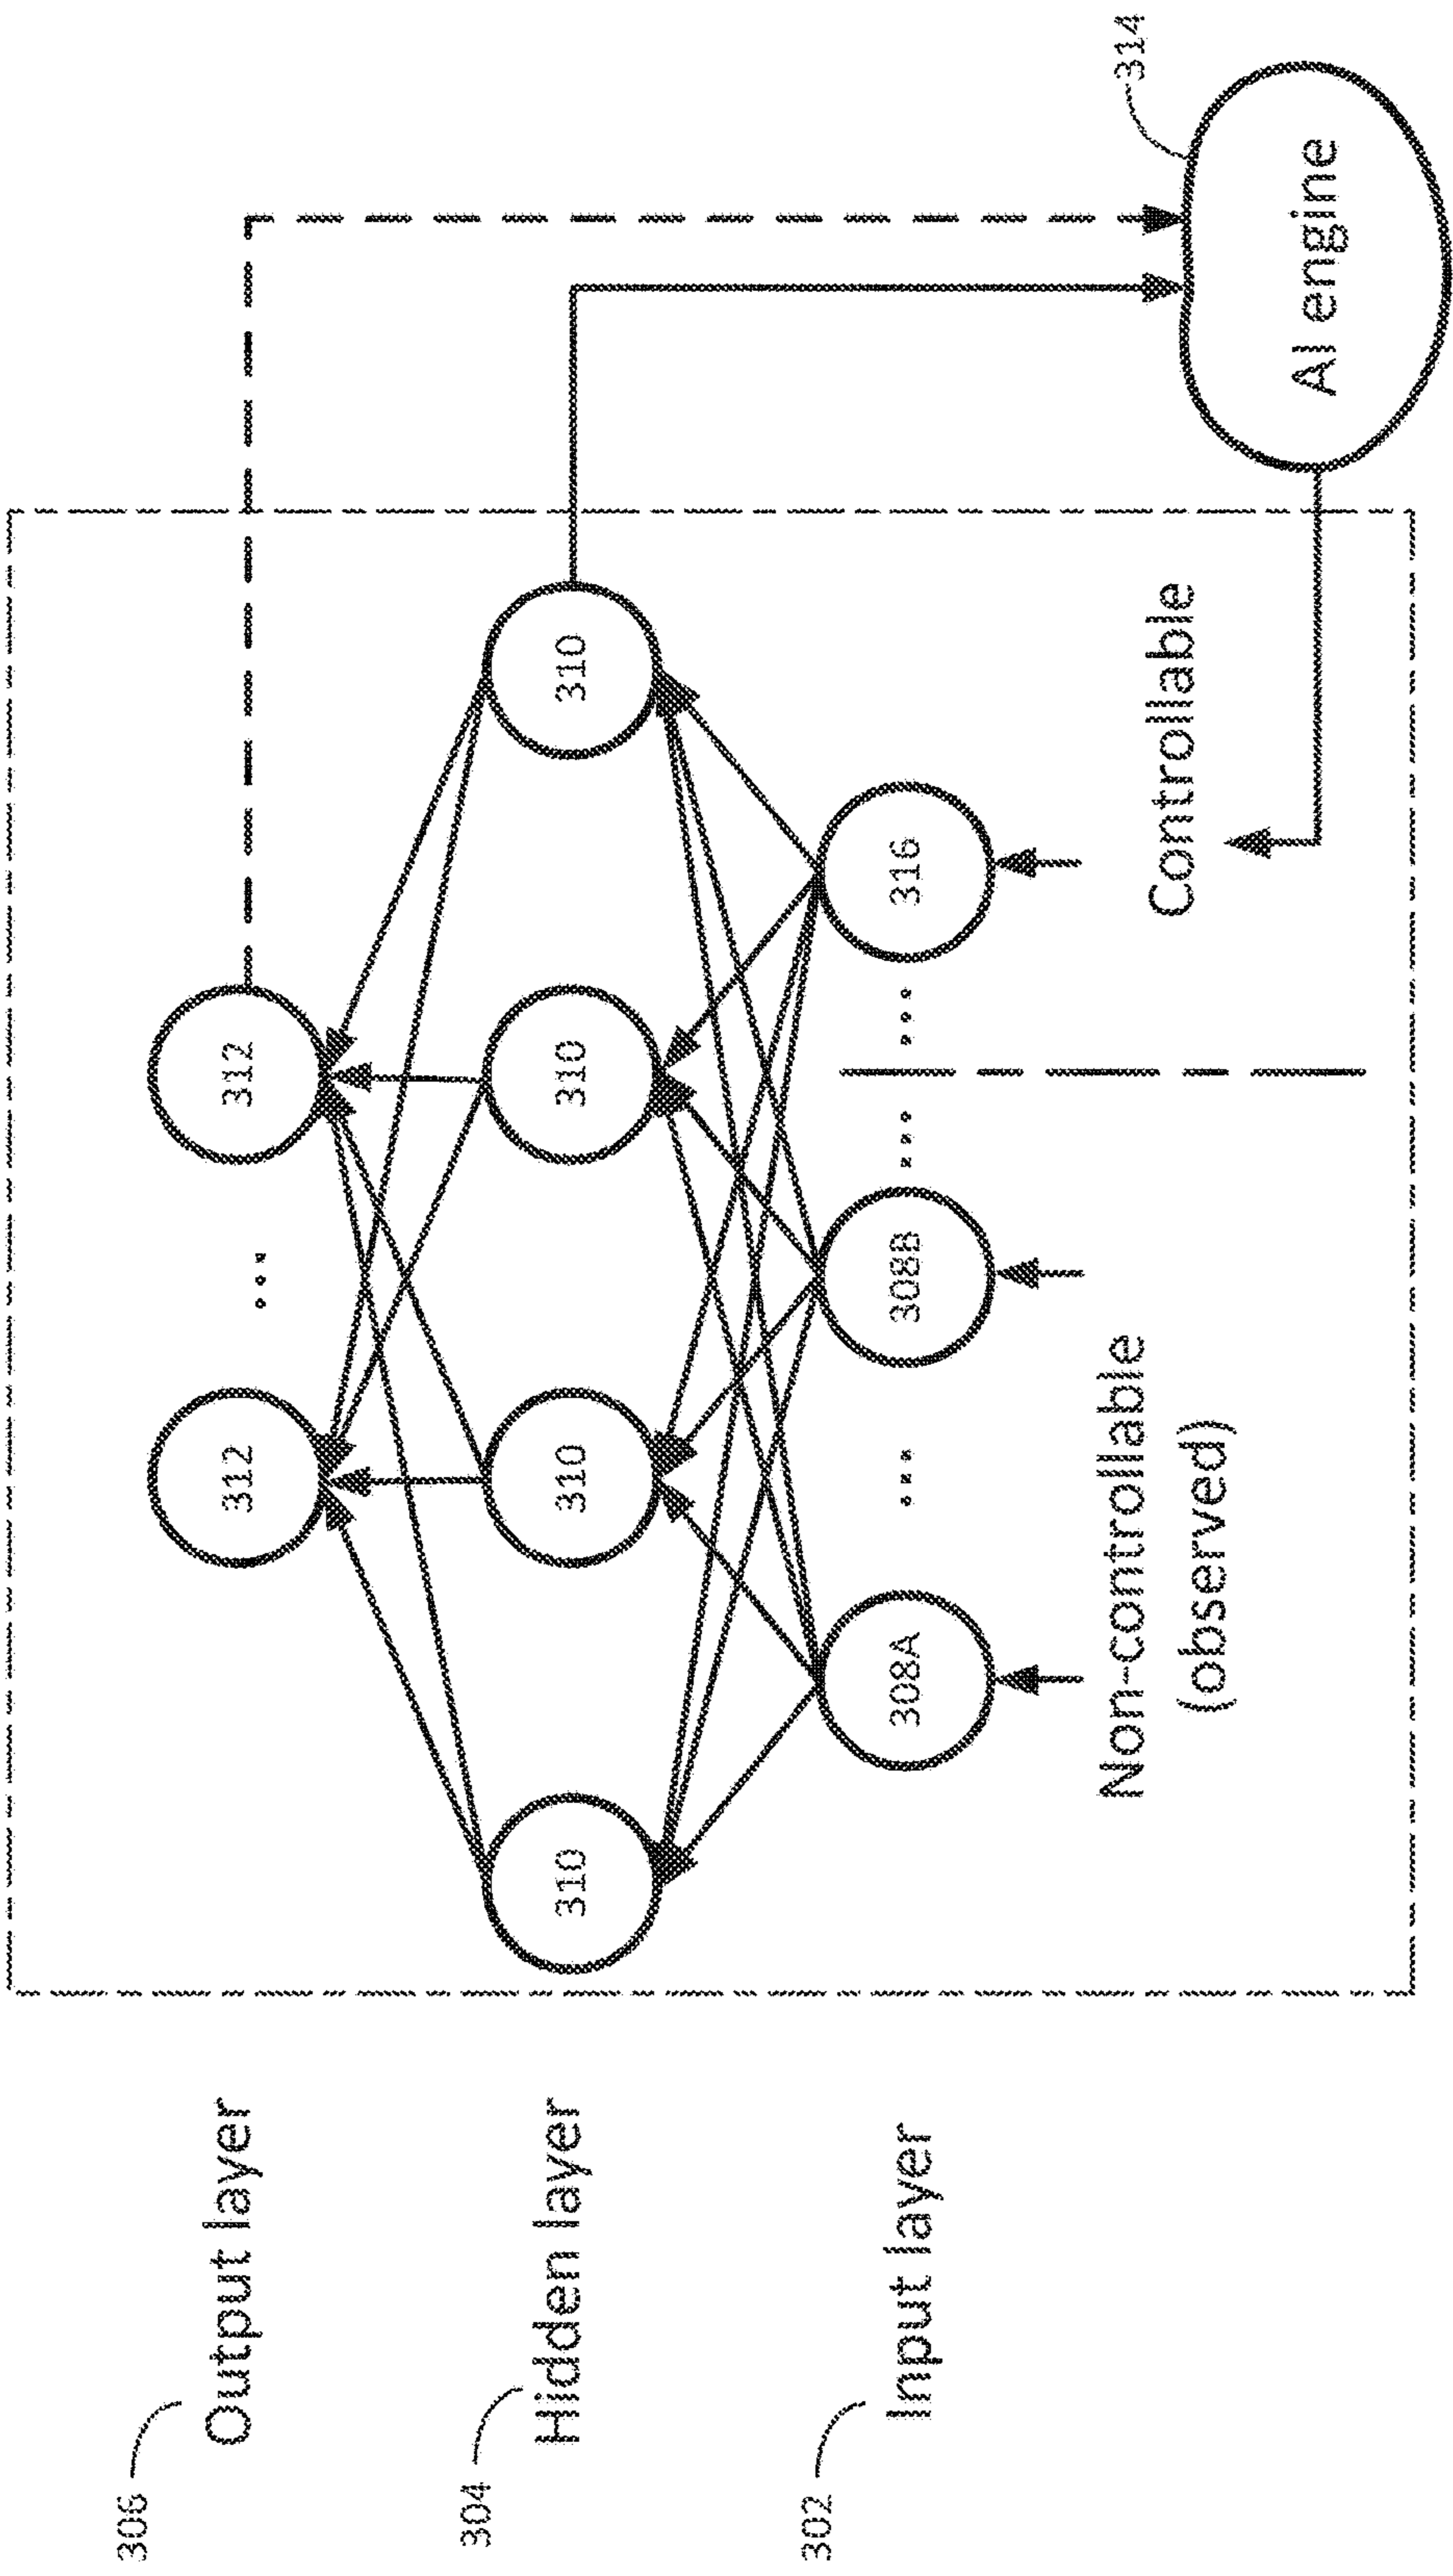 306
Output layer
312
...
312
304
Hidden layer
310
310
310
310
302
Input layer
308A
...
308B
...
...
316
Non-controllable
(observed)
Controllable
AI engine
314